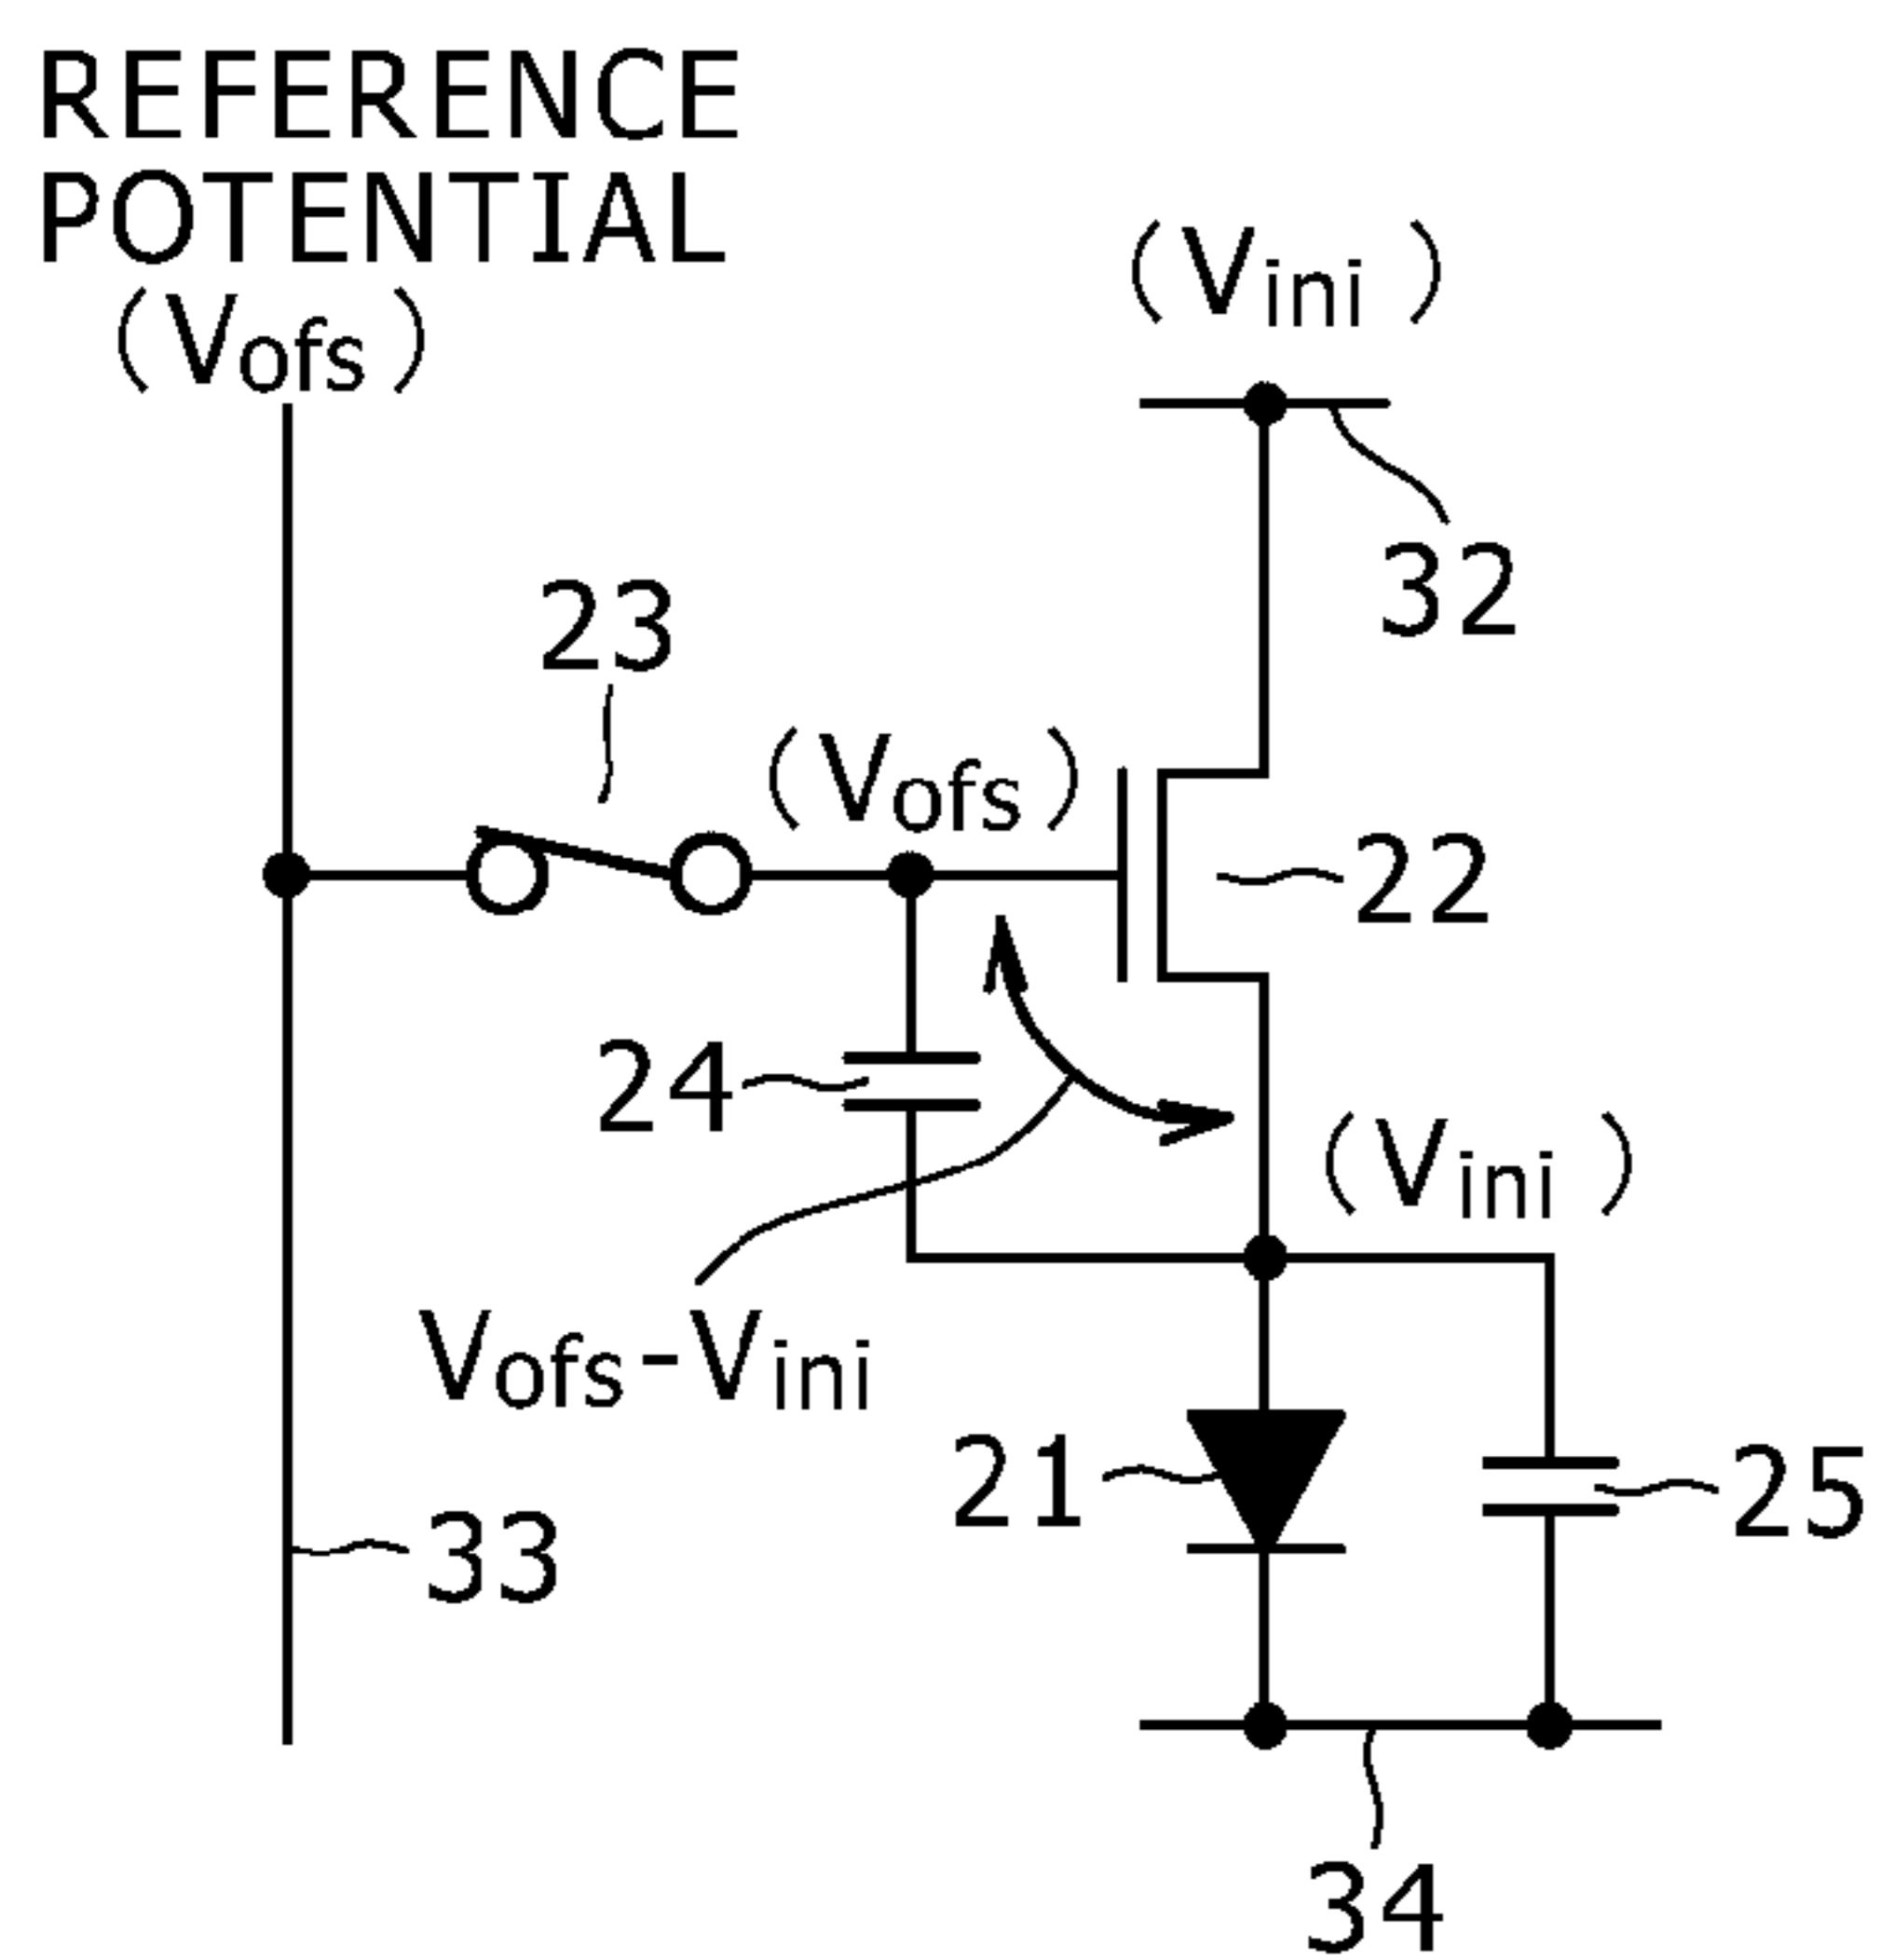 REFERENCE
POTENTIAL
(Vofs)
(Vini)
32
23
(Vofs)
22
24
(Vini)
Vofs-Vini
21
25
33
34